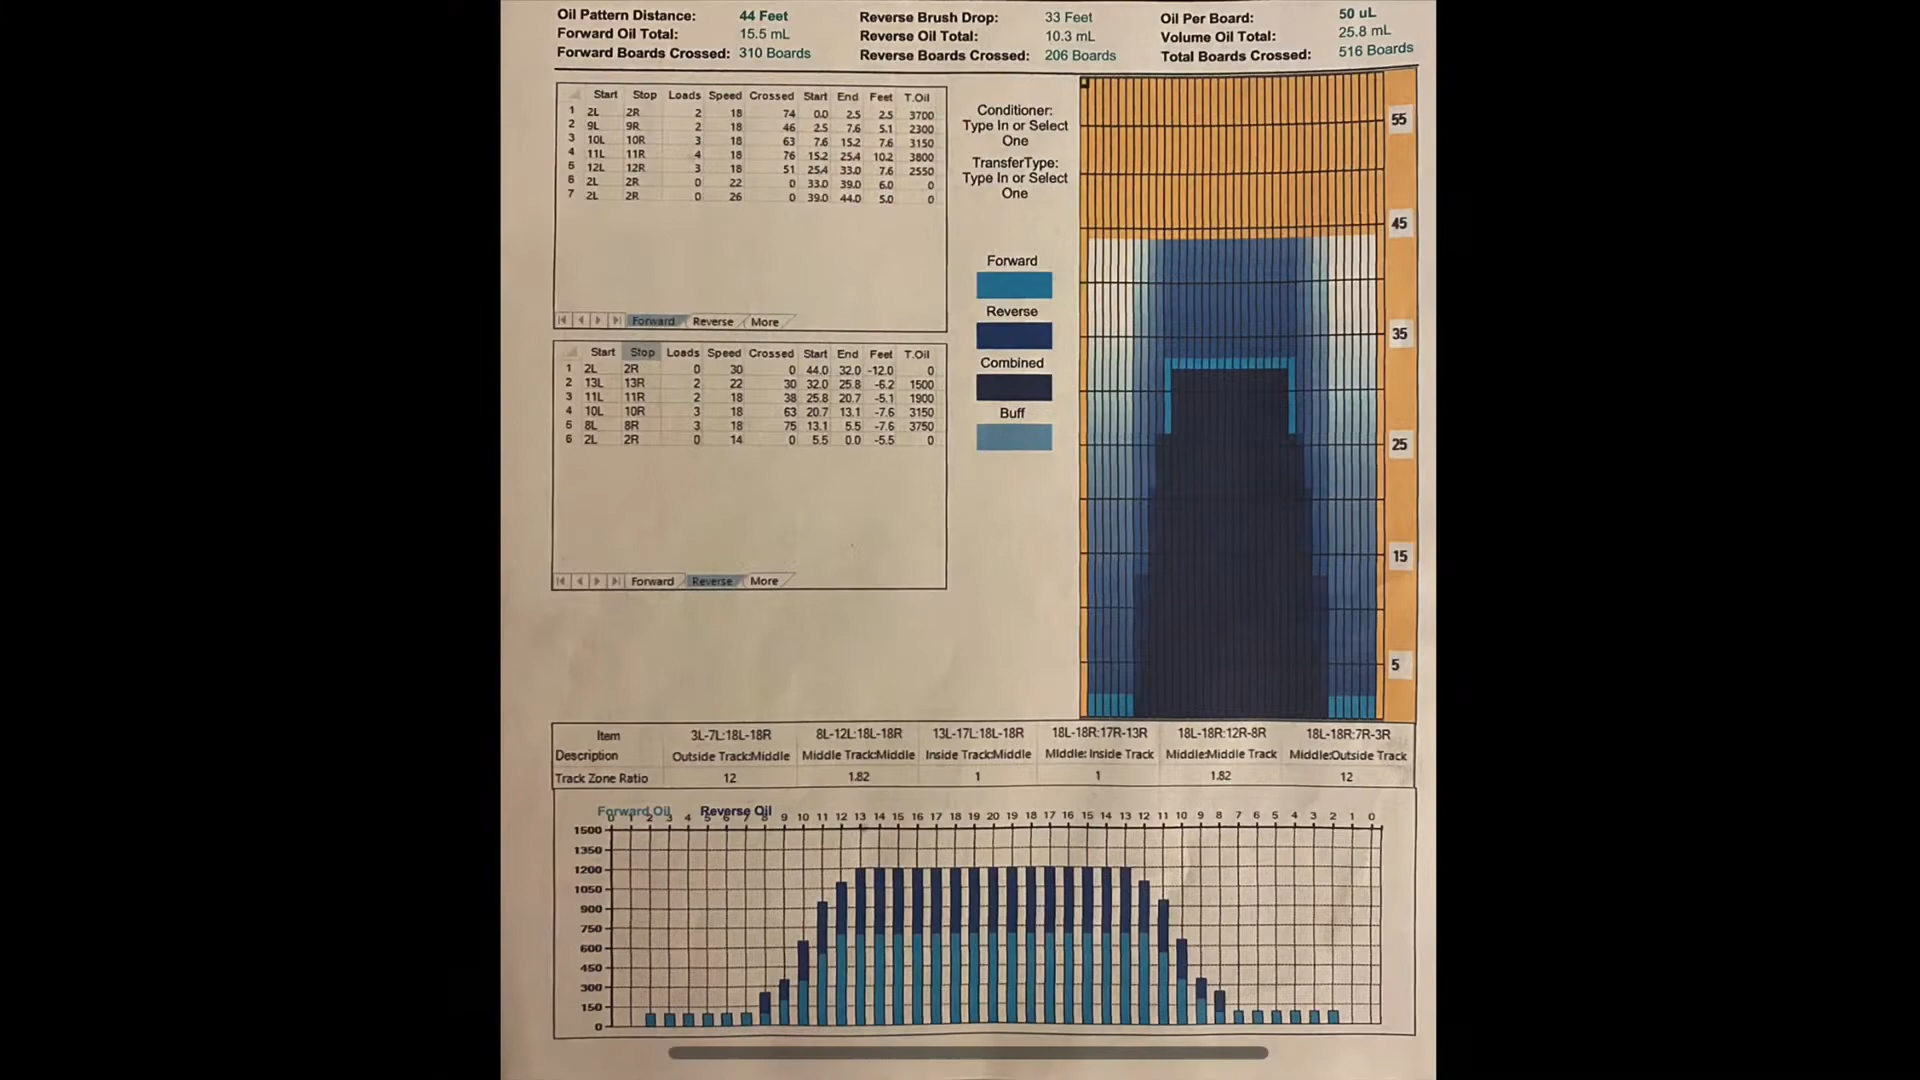 Oil Pattern Distance: 44 Feet Reverse Brush Drop: 33 Feet Oil Per Board: 50 uL
Forward Oil Total: 15.5 mL Reverse Oil Total: 10.3 mL Volume Oil Total: 25.8 mL
Forward Boards Crossed: 310 Boards Reverse Boards Crossed: 206 Boards Total Boards Crossed: 516 Boards
Start Stop Loads Speed Crossed Start End Feet T.Oil
1 2L 2R 2 18 74 0.0 2.5 2.5 3700
2 9L 9R 2 18 46 2.5 7.6 5.1 2300
3 10L 10R 3 18 63 7.6 15.2 7.6 3150
4 11L 11R 4 18 76 15.2 25.4 10.2 3800
5 12L 12R 3 18 51 25.4 33.0 7.6 2550
6 2L 2R 0 22 0 33.0 39.0 6.0 0
7 2L 2R 0 26 0 39.0 44.0 5.0 0
Forward Reverse More
Start Stop Loads Speed Crossed Start End Feet T.Oil
1 2L 2R 0 30 0 44.0 32.0 -12.0 0
2 13L 13R 2 22 30 32.0 25.8 -6.2 1500
3 11L 11R 2 18 38 25.8 20.7 -5.1 1900
4 10L 10R 3 18 63 20.7 13.1 -7.6 3150
5 8L 8R 3 18 75 13.1 5.5 -7.6 3750
6 2L 2R 0 14 0 5.5 0.0 -5.5 0
Forward Reverse More
Conditioner:
Type In or Select
One
TransferType:
Type In or Select
One
Forward
Reverse
Combined
Buff
55
45
35
25
15
5
Item 3L-7L:18L-18R 8L-12L:18L-18R 13L-17L:18L-18R 18L-18R:17R-13R 18L-18R:12R-8R 18L-18R:7R-3R
Description Outside Track:Middle Middle Track:Middle Inside Track:Middle Middle: Inside Track Middle:Middle Track Middle:Outside Track
Track Zone Ratio 12 1.82 1 1 1.82 12
Forward Oil Reverse Oil
0 1 2 3 4 5 6 7 8 9 10 11 12 13 14 15 16 17 18 19 20 19 18 17 16 15 14 13 12 11 10 9 8 7 6 5 4 3 2 1 0
1500
1350
1200
1050
900
750
600
450
300
150
0